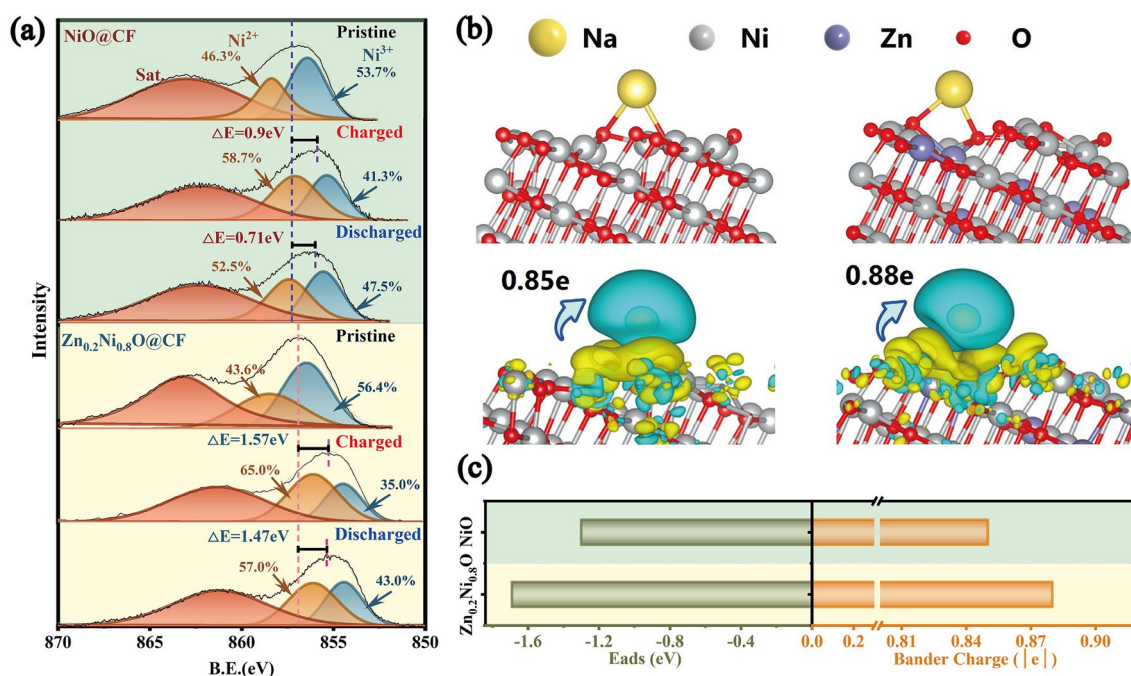 (a)
NiO@CF
Pristine
Ni²⁺
46.3%
Ni³⁺
53.7%
Sat.
△E=0.9eV
Charged
58.7%
41.3%
△E=0.71eV
Discharged
52.5%
47.5%
Zn₀.₂Ni₀.₈O@CF
Pristine
43.6%
56.4%
△E=1.57eV
Charged
65.0%
35.0%
△E=1.47eV
Discharged
57.0%
43.0%
Intensity
870 865 860 855 850
B.E.(eV)
(b)
Na Ni Zn O
0.85e
0.88e
(c)
NiO
Zn₀.₂Ni₀.₈O
-1.6 -1.2 -0.8 -0.4 0.0 0.2 0.81 0.84 0.87 0.90
Eads (eV)
Bander Charge (|e|)